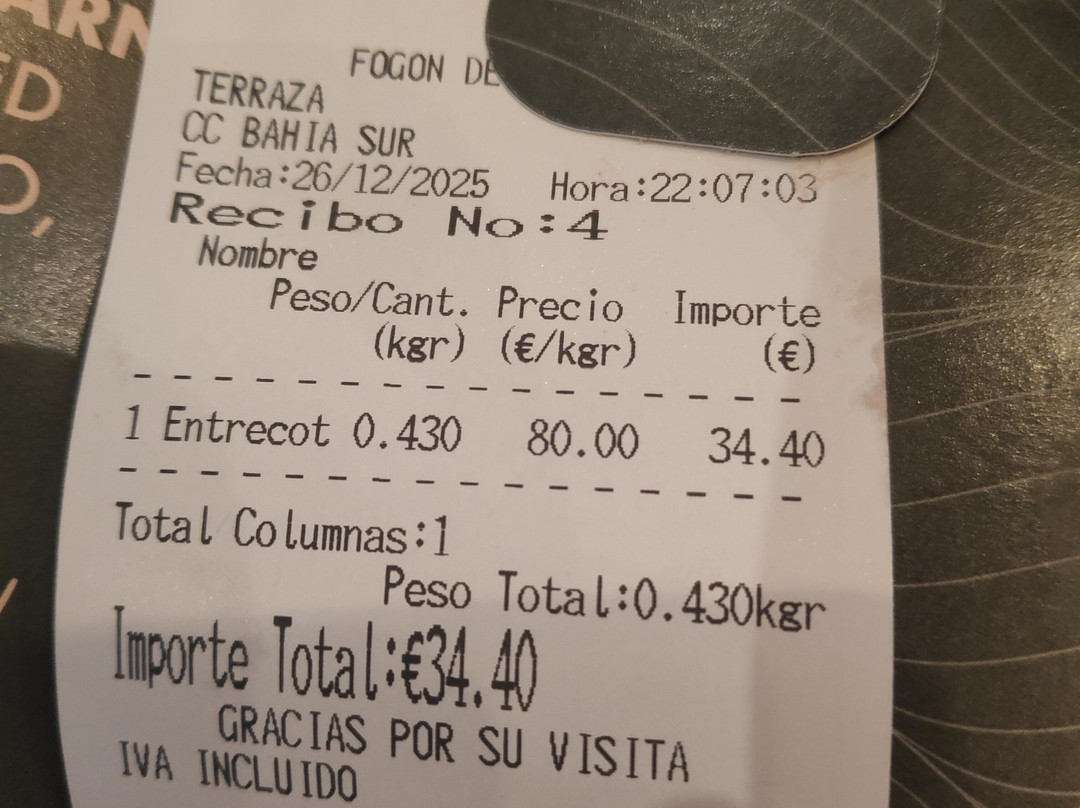 FOGON DE
TERRAZA
CC BAHIA SUR
Fecha:26/12/2025 Hora:22:07:03
Recibo No:4
Nombre
Peso/Cant. Precio Importe
(kgr) (€/kgr) (€)
1 Entrecot 0.430 80.00 34.40
Total Columnas:1
Peso Total:0.430kgr
Importe Total:€34.40
GRACIAS POR SU VISITA
IVA INCLUIDO